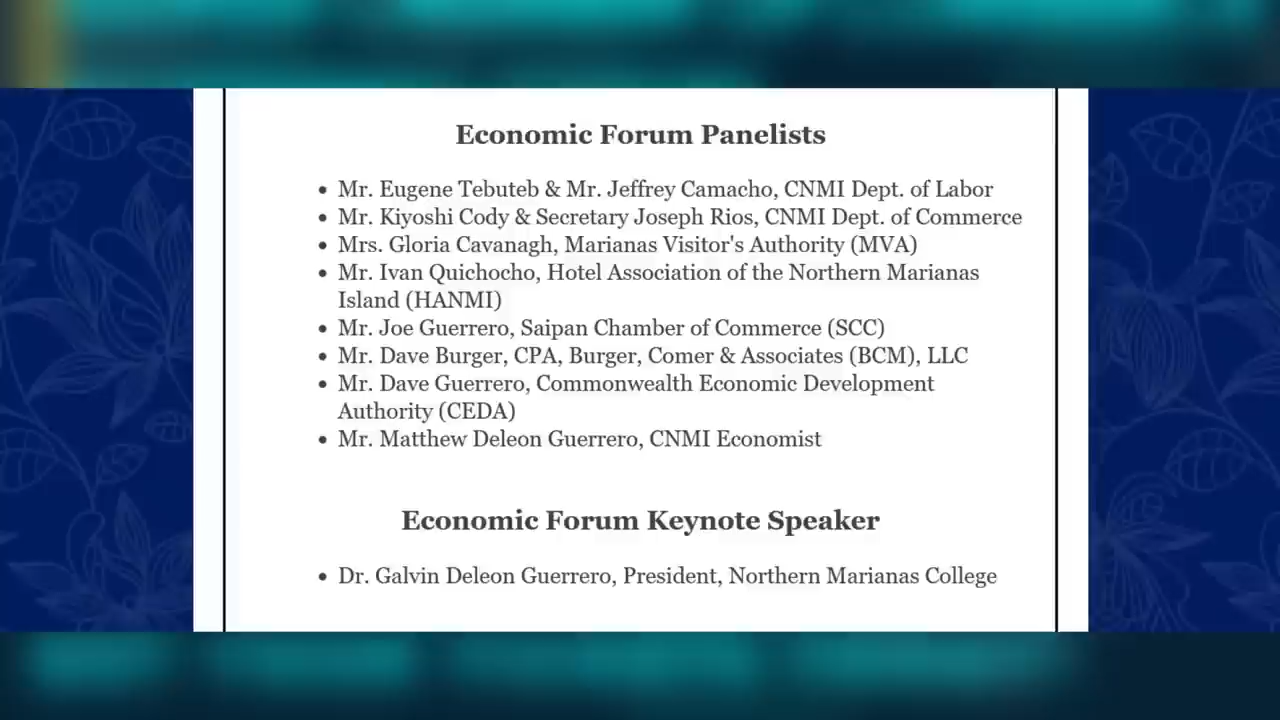 Economic Forum Panelists
• Mr. Eugene Tebuteb & Mr. Jeffrey Camacho, CNMI Dept. of Labor
• Mr. Kiyoshi Cody & Secretary Joseph Rios, CNMI Dept. of Commerce
• Mrs. Gloria Cavanagh, Marianas Visitor's Authority (MVA)
• Mr. Ivan Quichocho, Hotel Association of the Northern Marianas
Island (HANMI)
• Mr. Joe Guerrero, Saipan Chamber of Commerce (SCC)
• Mr. Dave Burger, CPA, Burger, Comer & Associates (BCM), LLC
• Mr. Dave Guerrero, Commonwealth Economic Development
Authority (CEDA)
• Mr. Matthew Deleon Guerrero, CNMI Economist
Economic Forum Keynote Speaker
• Dr. Galvin Deleon Guerrero, President, Northern Marianas College